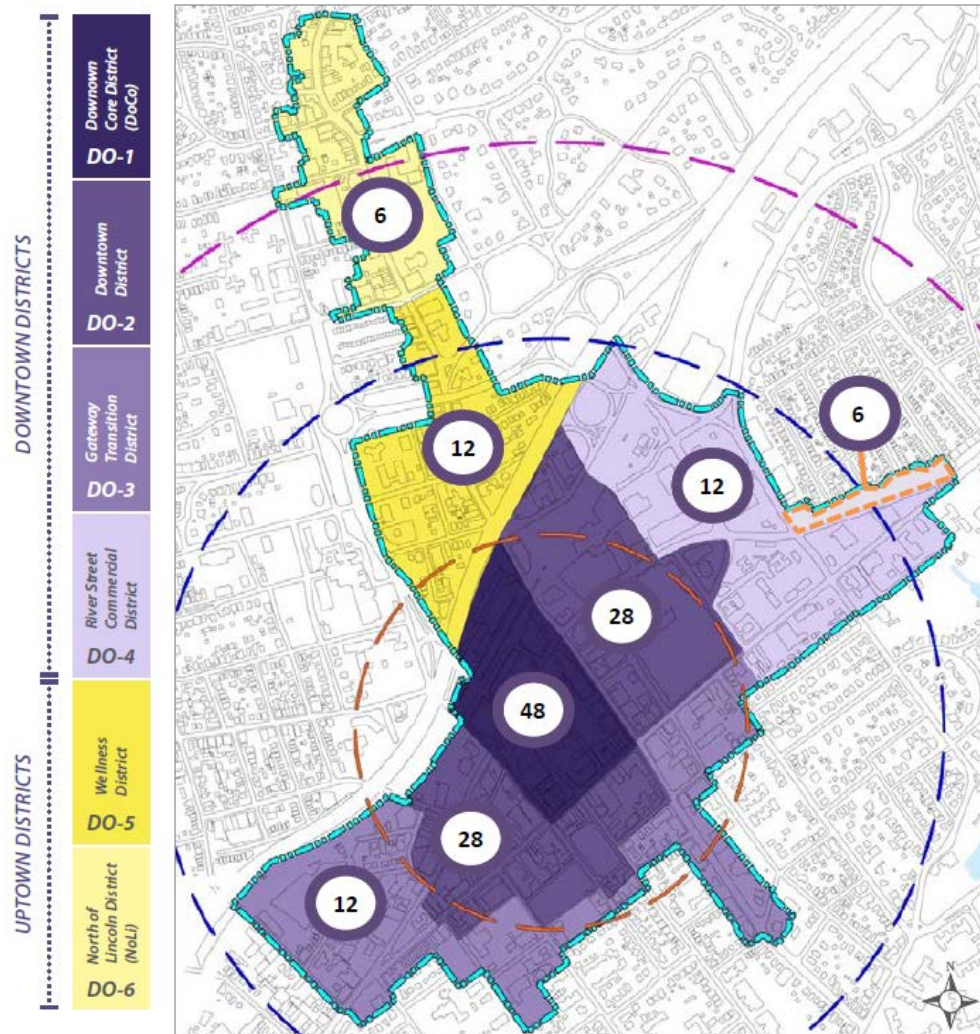 DOWNTOWN DISTRICTS
Downown
Core District
(DoCo)
DO-1
Downtown
District
DO-2
Gateway
Transition
District
DO-3
River Street
Commercial
District
DO-4
UPTOWN DISTRICTS
Wellness
District
DO-5
North of
Lincoln District
(NoLi)
DO-6
6
6
12
12
28
48
28
12
N